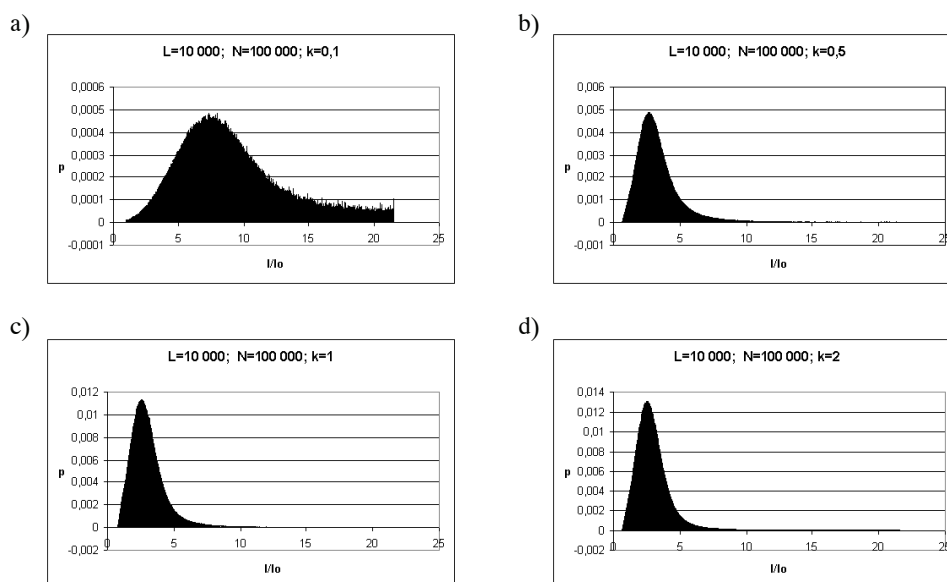 a)
L=10 000; N=100 000; k=0,1
0,0006
0,0005
0,0004
0,0003
0,0002
0,0001
0
-0,0001
p
0 5 10 15 20 25
l/lo
b)
L=10 000; N=100 000; k=0,5
0,006
0,005
0,004
0,003
0,002
0,001
0
-0,001
p
0 5 10 15 20 25
l/lo
c)
L=10 000; N=100 000; k=1
0,012
0,01
0,008
0,006
0,004
0,002
0
-0,002
p
0 5 10 15 20 25
l/lo
d)
L=10 000; N=100 000; k=2
0,014
0,012
0,01
0,008
0,006
0,004
0,002
0
-0,002
p
0 5 10 15 20 25
l/lo